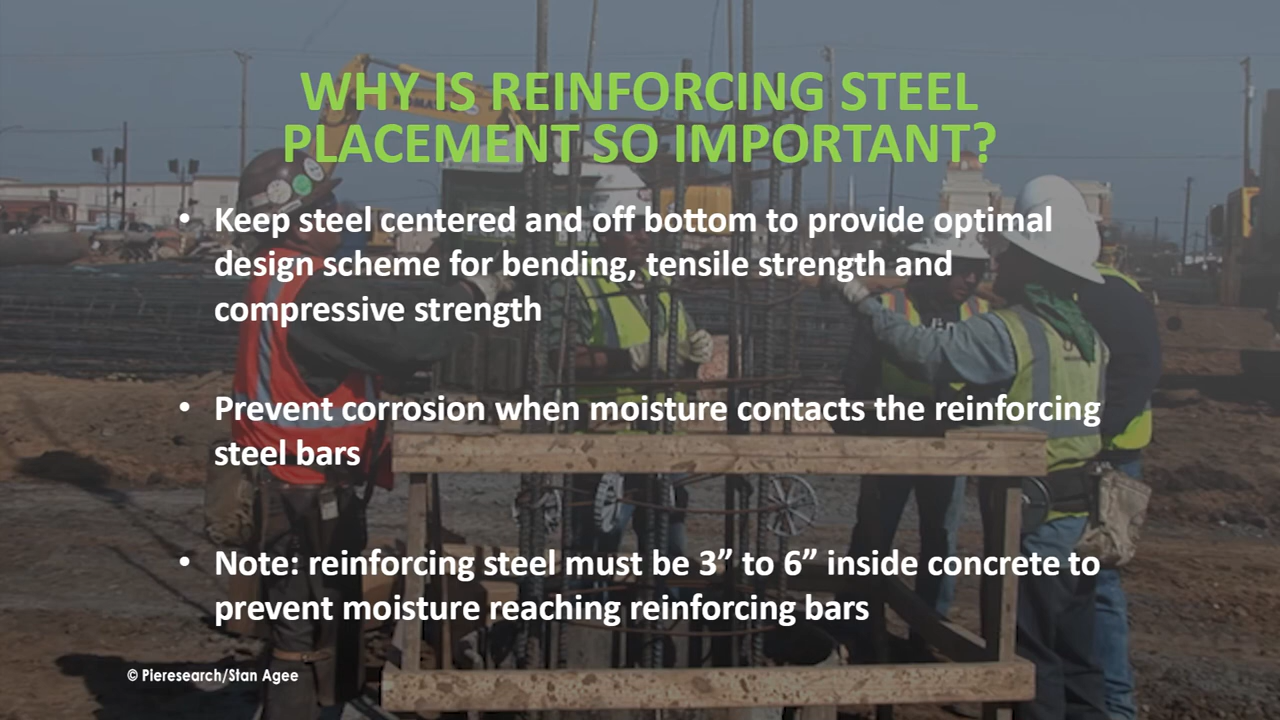 WHY IS REINFORCING STEEL
PLACEMENT SO IMPORTANT?
• Keep steel centered and off bottom to provide optimal
design scheme for bending, tensile strength and
compressive strength
• Prevent corrosion when moisture contacts the reinforcing
steel bars
• Note: reinforcing steel must be 3” to 6” inside concrete to
prevent moisture reaching reinforcing bars
© Pieresearch/Stan Agee